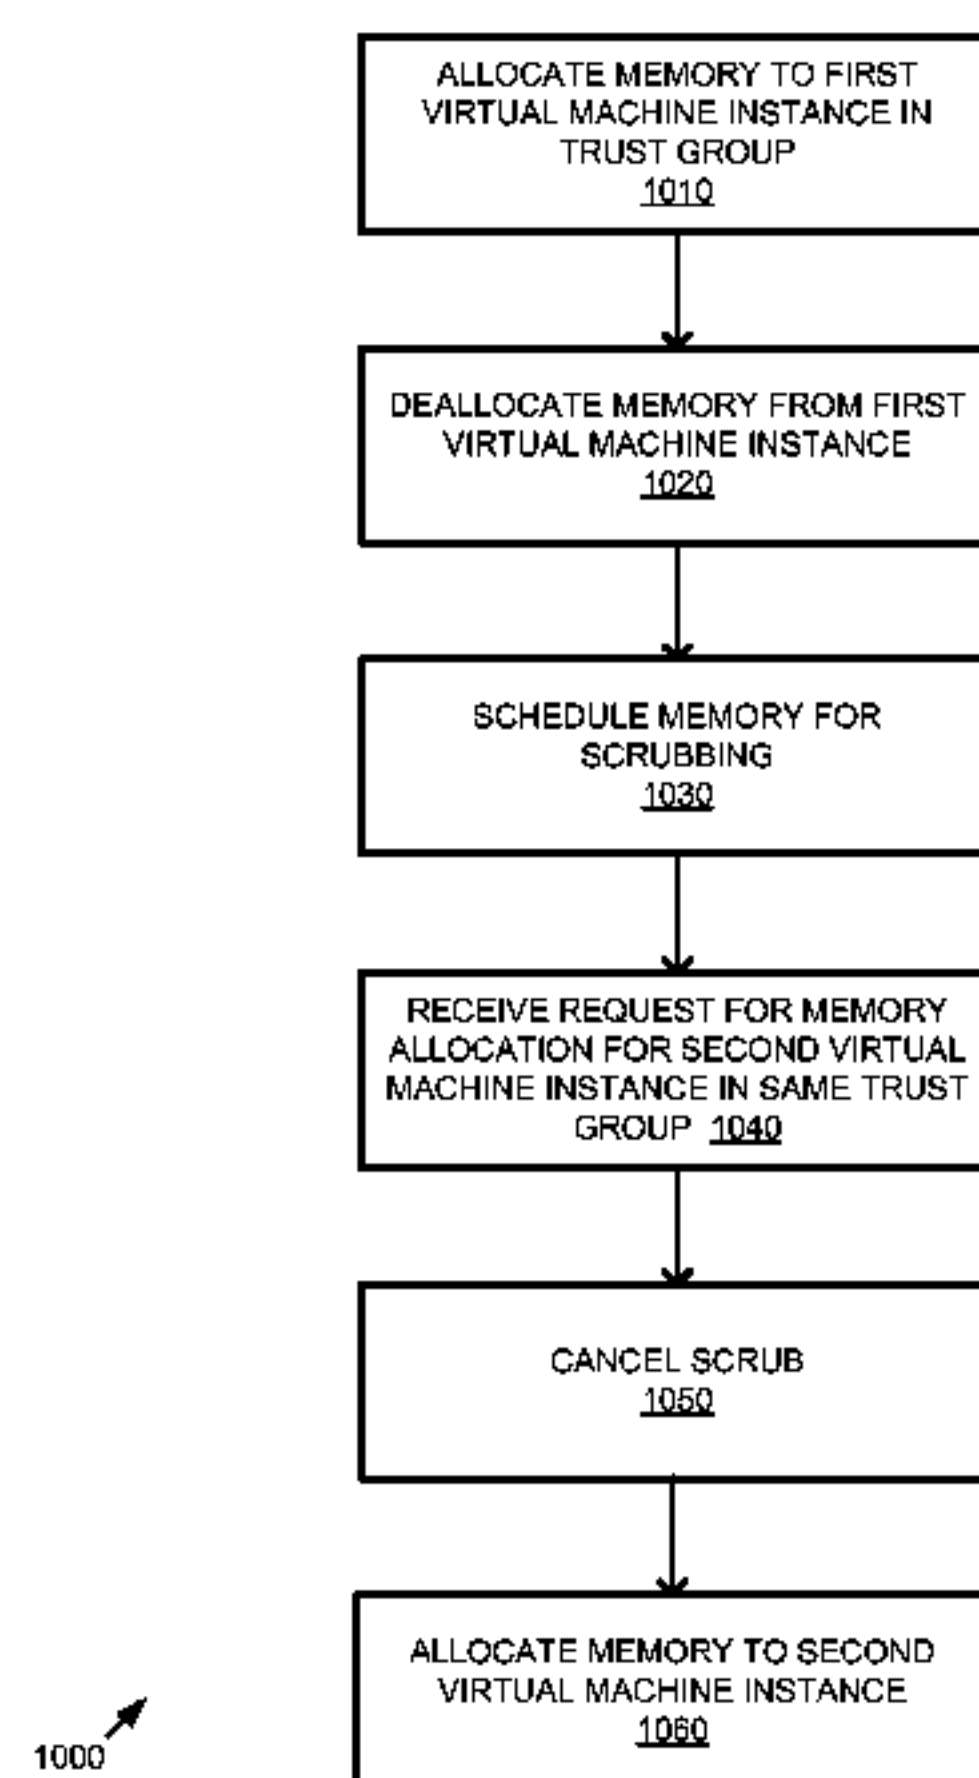 ALLOCATE MEMORY TO FIRST
VIRTUAL MACHINE INSTANCE IN
TRUST GROUP
1010
DEALLOCATE MEMORY FROM FIRST
VIRTUAL MACHINE INSTANCE
1020
SCHEDULE MEMORY FOR
SCRUBBING
1030
RECEIVE REQUEST FOR MEMORY
ALLOCATION FOR SECOND VIRTUAL
MACHINE INSTANCE IN SAME TRUST
GROUP 1040
CANCEL SCRUB
1050
ALLOCATE MEMORY TO SECOND
VIRTUAL MACHINE INSTANCE
1060
1000